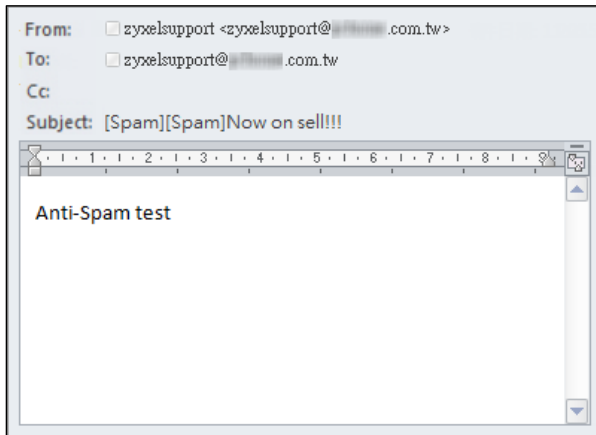 From: zyxelsupport <zyxelsupport@ .com.tw>
To: zyxelsupport@ .com.tw
Cc:
Subject: [Spam][Spam]Now on sell!!!
1 2 3 4 5 6 7 8 9
Anti-Spam test